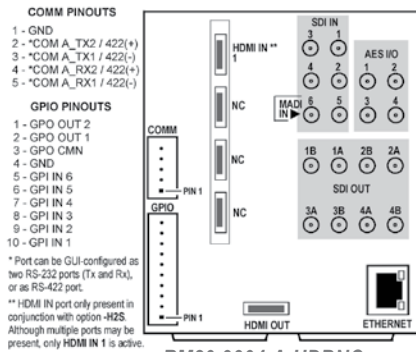 COMM PINOUTS
1 - GND
2 - *COM A_TX2 / 422(+)
3 - *COM A_TX1 / 422(-)
4 - *COM A_RX2 / 422(+)
5 - *COM A_RX1 / 422(-)
GPIO PINOUTS
1 - GPO OUT 2
2 - GPO OUT 1
3 - GPO CMN
4 - GND
5 - GPI IN 6
6 - GPI IN 5
7 - GPI IN 4
8 - GPI IN 3
9 - GPI IN 2
10 - GPI IN 1
* Port can be GUI-configured as
two RS-232 ports (Tx and Rx),
or as RS-422 port.
** HDMI IN port only present in
conjunction with option -H2S.
Although multiple ports may be
present, only HDMI IN 1 is active.
COMM
PIN 1
GPIO
PIN 1
HDMI IN **
1
NC
NC
NC
HDMI OUT
SDI IN
3 1
4 2
MADI
IN
6 5
AES I/O
1 2
3 4
1B 1A 2B 2A
SDI OUT
3A 3B 4A 4B
ETHERNET